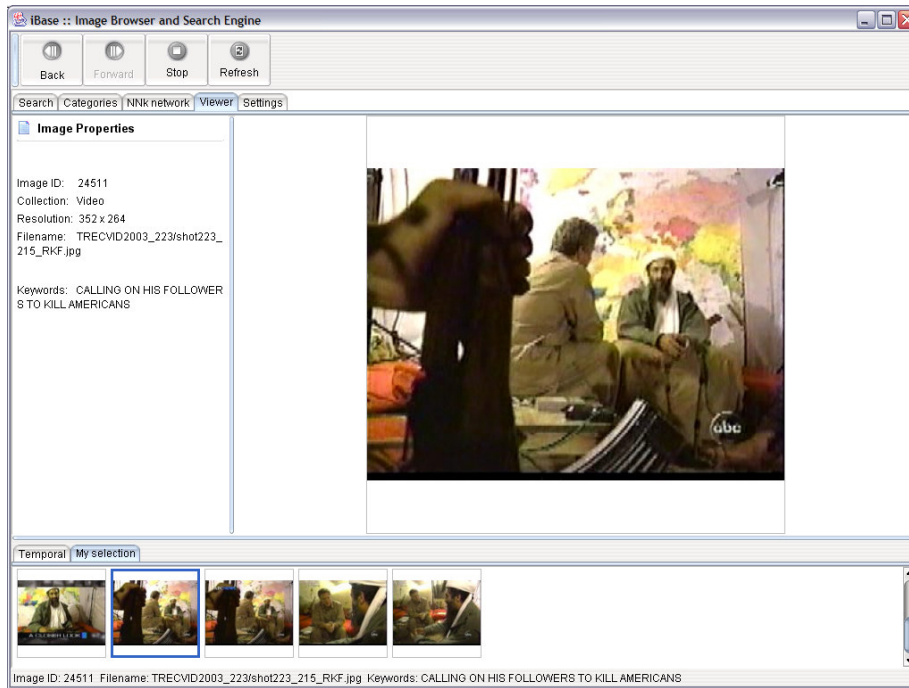 iBase :: Image Browser and Search Engine
Back Forward Stop Refresh
Search Categories NNk network Viewer Settings
Image Properties
Image ID: 24511
Collection: Video
Resolution: 352 x 264
Filename: TRECVID2003_223/shot223_
215_RKF.jpg
Keywords: CALLING ON HIS FOLLOWER
S TO KILL AMERICANS
abc
Temporal My selection
Image ID: 24511 Filename: TRECVID2003_223/shot223_215_RKF.jpg Keywords: CALLING ON HIS FOLLOWERS TO KILL AMERICANS